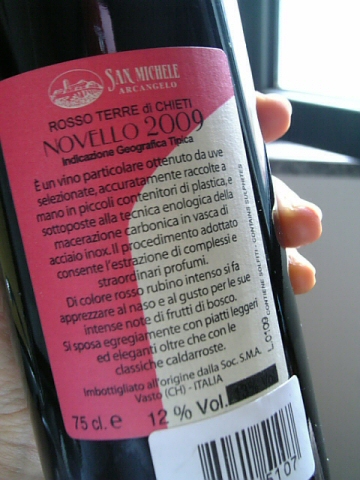 SAN MICHELE
ARCANGELO
ROSSO TERRE di CHIETI
NOVELLO 2009
Indicazione Geografica Tipica
È un vino particolare ottenuto da uve
selezionate, accuratamente raccolte a
mano in piccoli contenitori di plastica, e
sottoposte alla tecnica enologica della
macerazione carbonica in vasca di
acciaio inox. Il procedimento adottato
consente l'estrazione di complessi e
straordinari profumi.
Di colore rosso rubino intenso si fa
apprezzare al naso e al gusto per le sue
intense note di frutti di bosco.
Si sposa egregiamente con piatti leggeri
ed eleganti oltre che con le
classiche caldarroste.
Imbottigliato all'origine dalla Soc. S.M.A.
Vasto (CH) - ITALIA
75 cl. e 12 % Vol.
CONTIENE SOLFITI - CONTAINS SULPHITES